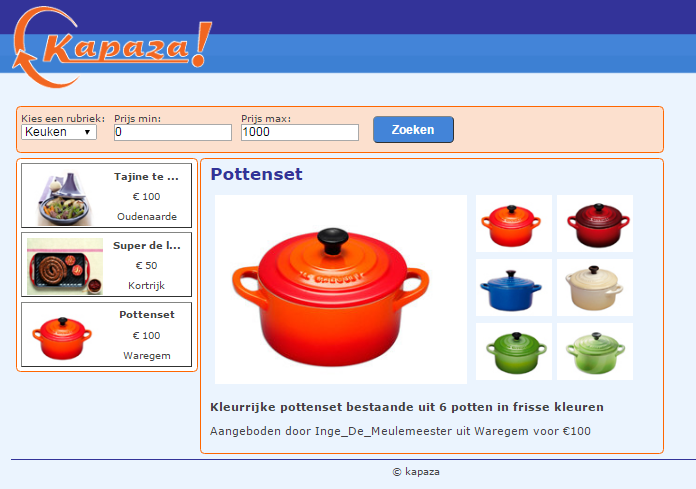 Kapaza!
Kies een rubriek: Prijs min: Prijs max:
Keuken 0 1000 Zoeken
Tajine te ...
€ 100
Oudenaarde
Super de l...
€ 50
Kortrijk
Pottenset
€ 100
Waregem
Pottenset
Kleurrijke pottenset bestaande uit 6 potten in frisse kleuren
Aangeboden door Inge_De_Meulemeester uit Waregem voor €100
© kapaza